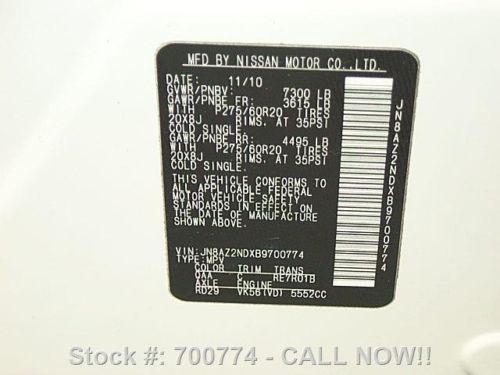 MFD BY NISSAN MOTOR CO.,LTD.
DATE: 11/10
GVWR/PNBV: 7300 LB
GAWR/PNBE FR: 3615 LB
WITH P275/60R20 TIRES
20X8J RIMS. AT 35PSI
COLD SINGLE.
GAWR/PNBE RR: 4495 LB
WITH P275/60R20 TIRES
20X8J RIMS. AT 35PSI
COLD SINGLE.
THIS VEHICLE CONFORMS TO
ALL APPLICABLE FEDERAL
MOTOR VEHICLE SAFETY
STANDARDS IN EFFECT ON
THE DATE OF MANUFACTURE
SHOWN ABOVE.
VIN: JN8AZ2NDXB9700774
TYPE: MPV
COLOR TRIM TRANS
QAA C RE7R01B
AXLE ENGINE
RD29 VK56(VD) 5552CC
JN8AZ2NDXB9700774
Stock #: 700774 - CALL NOW!!